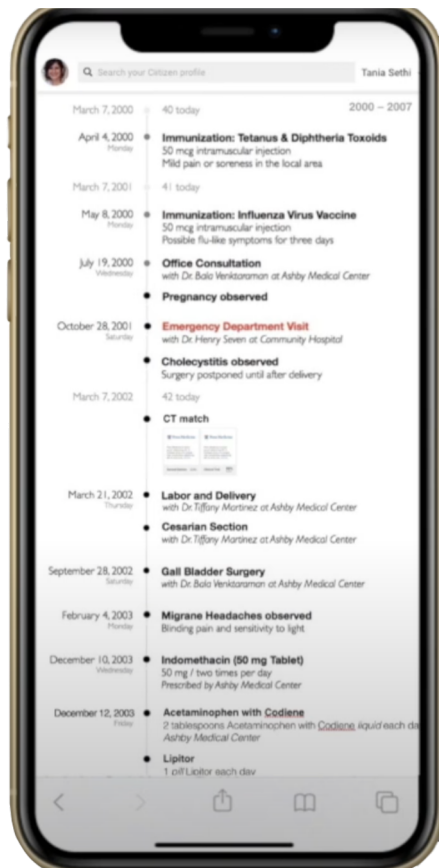 Search your Citizen profile
Tania Sethi
2000 – 2007
March 7, 2000
40 today
April 4, 2000
Monday
Immunization: Tetanus & Diphtheria Toxoids
50 mcg intramuscular injection
Mild pain or soreness in the local area
March 7, 2001
41 today
May 8, 2000
Monday
Immunization: Influenza Virus Vaccine
50 mcg intramuscular injection
Possible flu-like symptoms for three days
July 19, 2000
Wednesday
Office Consultation
with Dr. Bala Venktaraman at Ashby Medical Center
Pregnancy observed
October 28, 2001
Saturday
Emergency Department Visit
with Dr. Henry Seven at Community Hospital
Cholecystitis observed
Surgery postponed until after delivery
March 7, 2002
42 today
CT match
March 21, 2002
Thursday
Labor and Delivery
with Dr. Tiffany Martinez at Ashby Medical Center
Cesarian Section
with Dr. Tiffany Martinez at Ashby Medical Center
September 28, 2002
Saturday
Gall Bladder Surgery
with Dr. Bala Venktaraman at Ashby Medical Center
February 4, 2003
Monday
Migrane Headaches observed
Blinding pain and sensitivity to light
December 10, 2003
Wednesday
Indomethacin (50 mg Tablet)
50 mg / two times per day
Prescribed by Ashby Medical Center
December 12, 2003
Friday
Acetaminophen with Codiene
2 tablespoons Acetaminophen with Codiene liquid each da
Ashby Medical Center
Lipitor
1 pill Lipitor each day